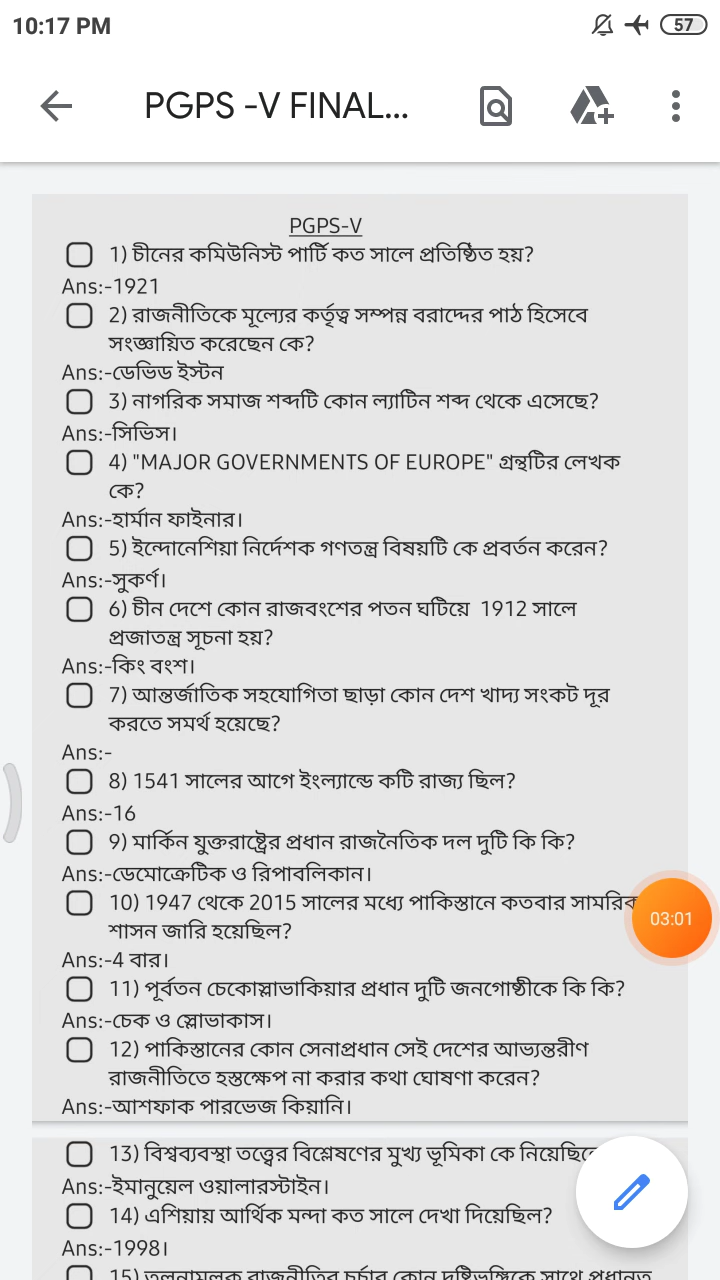 10:17 PM
57
PGPS -V FINAL...
PGPS-V
1) চীনের কমিউনিস্ট পার্টি কত সালে প্রতিষ্ঠিত হয়?
Ans:-1921
2) রাজনীতিকে মূল্যের কর্তৃত্ব সম্পন্ন বরাদ্দের পাঠ হিসেবে
সংজ্ঞায়িত করেছেন কে?
Ans:-ডেভিড ইস্টন
3) নাগরিক সমাজ শব্দটি কোন ল্যাটিন শব্দ থেকে এসেছে?
Ans:-সিভিস।
4) "MAJOR GOVERNMENTS OF EUROPE" গ্রন্থটির লেখক
কে?
Ans:-হার্মান ফাইনার।
5) ইন্দোনেশিয়া নির্দেশক গণতন্ত্র বিষয়টি কে প্রবর্তন করেন?
Ans:-সুকর্ণ।
6) চীন দেশে কোন রাজবংশের পতন ঘটিয়ে 1912 সালে
প্রজাতন্ত্র সূচনা হয়?
Ans:-কিং বংশ।
7) আন্তর্জাতিক সহযোগিতা ছাড়া কোন দেশ খাদ্য সংকট দূর
করতে সমর্থ হয়েছে?
Ans:-
8) 1541 সালের আগে ইংল্যান্ডে কটি রাজ্য ছিল?
Ans:-16
9) মার্কিন যুক্তরাষ্ট্রের প্রধান রাজনৈতিক দল দুটি কি কি?
Ans:-ডেমোক্রেটিক ও রিপাবলিকান।
10) 1947 থেকে 2015 সালের মধ্যে পাকিস্তানে কতবার সামরিক
03:01
শাসন জারি হয়েছিল?
Ans:-4 বার।
11) পূর্বতন চেকোস্লাভাকিয়ার প্রধান দুটি জনগোষ্ঠীকে কি কি?
Ans:-চেক ও স্লোভাকাস।
12) পাকিস্তানের কোন সেনাপ্রধান সেই দেশের আভ্যন্তরীণ
রাজনীতিতে হস্তক্ষেপ না করার কথা ঘোষণা করেন?
Ans:-আশফাক পারভেজ কিয়ানি।
13) বিশ্বব্যবস্থা তত্ত্বের বিশ্লেষণের মুখ্য ভূমিকা কে
Ans:-ইমানুয়েল ওয়ালারস্টাইন।
14) এশিয়ায় আর্থিক মন্দা কত সালে দেখা দিয়েছিল?
Ans:-1998।
15) তুলনামূলক রাজনীতির চর্চার কোন দৃষ্টিভঙ্গিকে সাথে